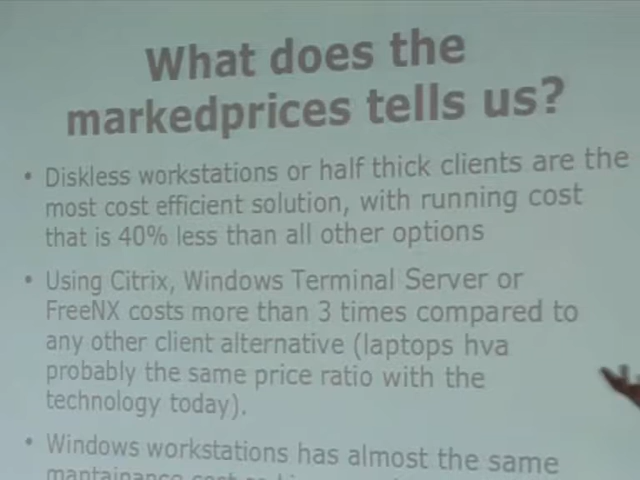 What does the
markedprices tells us?
• Diskless workstations or half thick clients are the
most cost efficient solution, with running cost
that is 40% less than all other options
• Using Citrix, Windows Terminal Server or
FreeNX costs more than 3 times compared to
any other client alternative (laptops hva
probably the same price ratio with the
technology today).
• Windows workstations has almost the same
mantainance cost